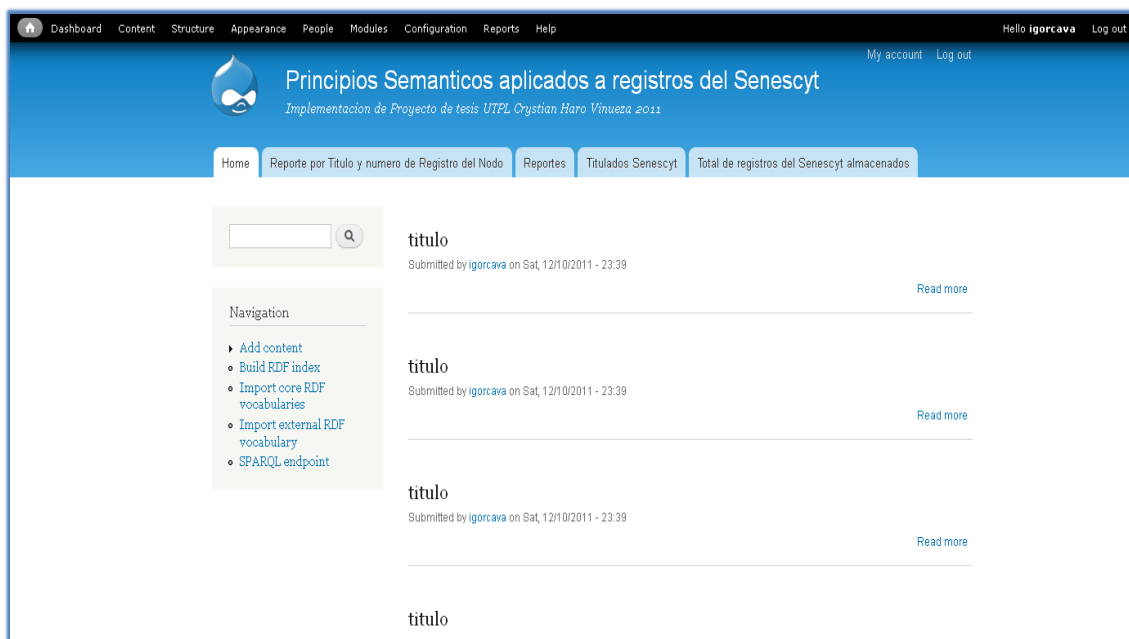 Dashboard Content Structure Appearance People Modules Configuration Reports Help Hello igorcava Log out
My account Log out
Principios Semanticos aplicados a registros del Senescyt
Implementacion de Proyecto de tesis UTPL Crystian Haro Vinueza 2011
Home Reporte por Titulo y numero de Registro del Nodo Reportes Titulados Senescyt Total de registros del Senescyt almacenados
Navigation
Add content
Build RDF index
Import core RDF
vocabularies
Import external RDF
vocabulary
SPARQL endpoint
titulo
Submitted by igorcava on Sat, 12/10/2011 - 23:39
Read more
titulo
Submitted by igorcava on Sat, 12/10/2011 - 23:39
Read more
titulo
Submitted by igorcava on Sat, 12/10/2011 - 23:39
Read more
titulo